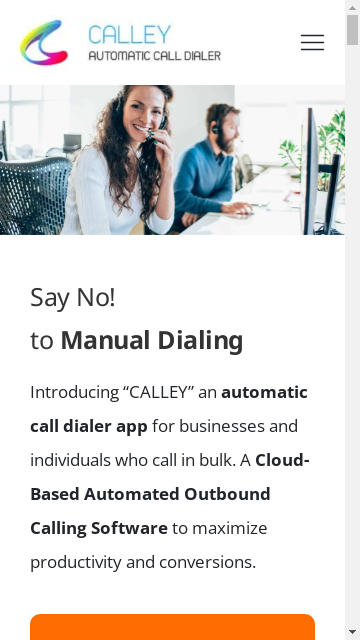 CALLEY
AUTOMATIC CALL DIALER
Say No!
to Manual Dialing
Introducing “CALLEY” an automatic
call dialer app for businesses and
individuals who call in bulk. A Cloud-
Based Automated Outbound
Calling Software to maximize
productivity and conversions.